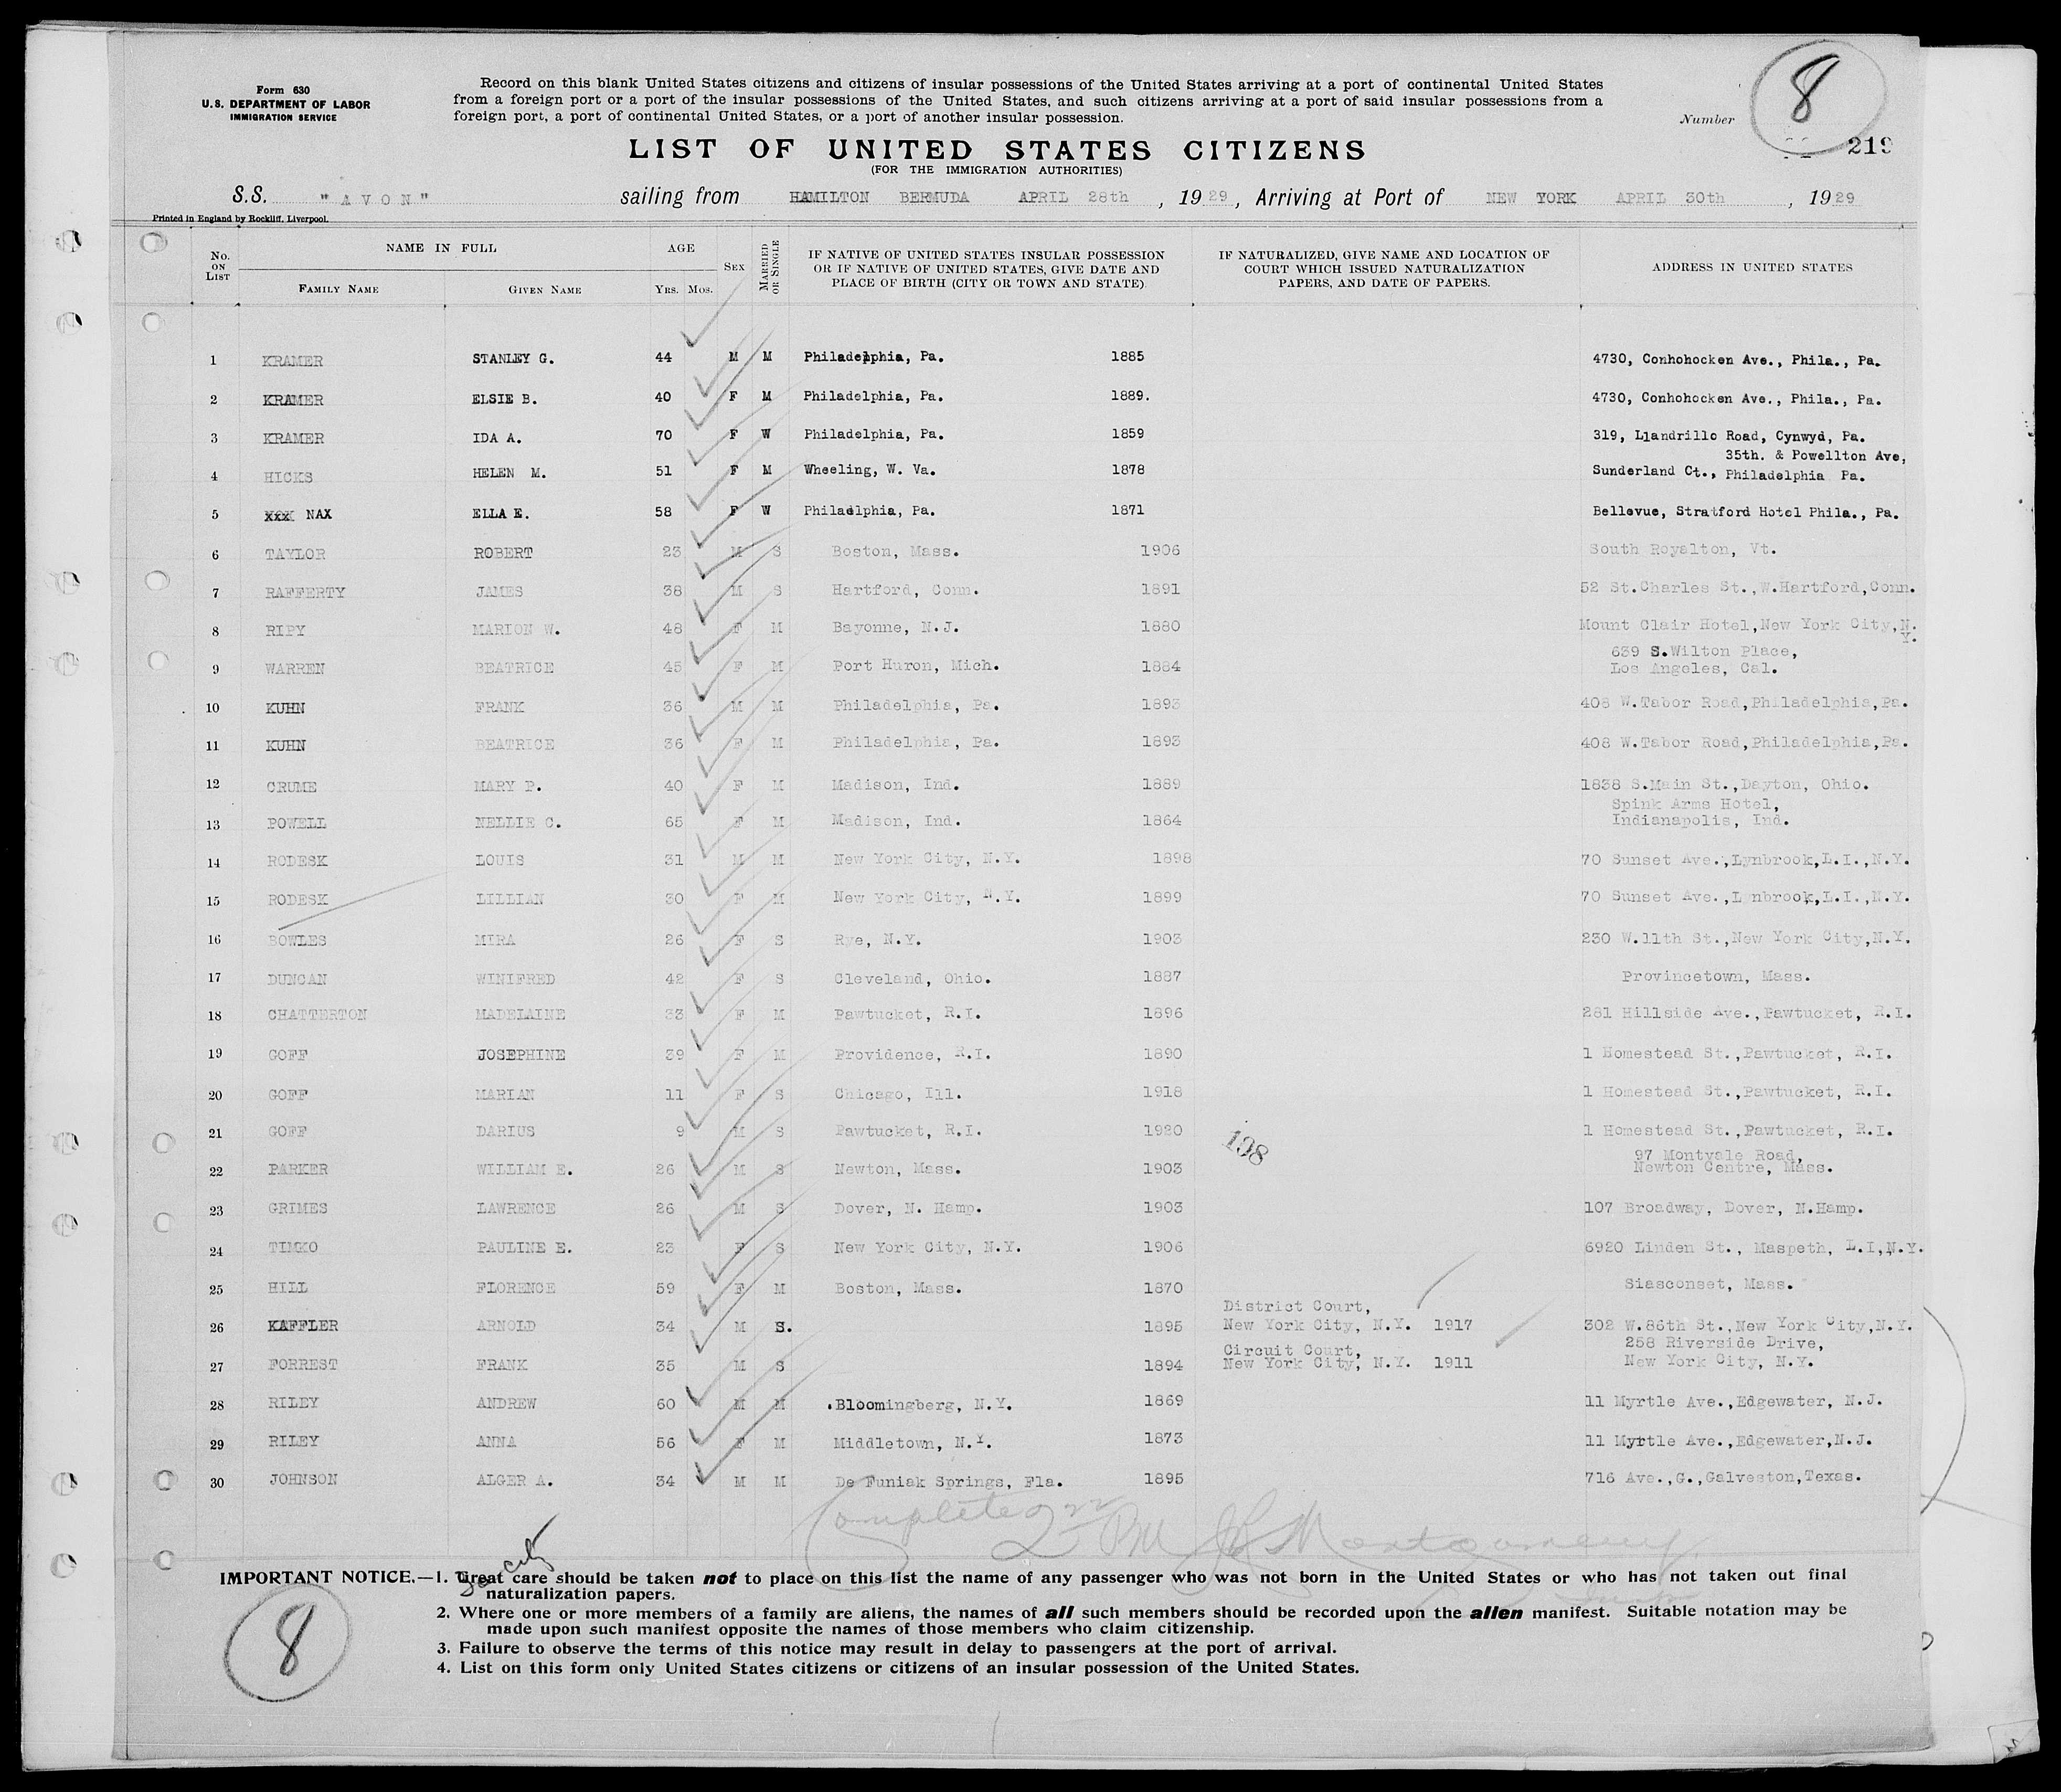 Form 630
U.S. DEPARTMENT OF LABOR
IMMIGRATION SERVICE
Record on this blank United States citizens and citizens of insular possessions of the United States arriving at a port of continental United States
from a foreign port or a port of the insular possessions of the United States, and such citizens arriving at a port of said insular possessions from a
foreign port, a port of continental United States, or a port of another insular possession.
Number
8
219
LIST OF UNITED STATES CITIZENS
(FOR THE IMMIGRATION AUTHORITIES)
S.S. "AVON" sailing from HAMILTON BERMUDA APRIL 28th, 1929, Arriving at Port of NEW YORK APRIL 30th, 1929
Printed in England by Rockliff, Liverpool.
No. ON LIST
NAME IN FULL
FAMILY NAME GIVEN NAME
AGE
YRS. MOS.
SEX
MARRIED OR SINGLE
IF NATIVE OF UNITED STATES INSULAR POSSESSION
OR IF NATIVE OF UNITED STATES, GIVE DATE AND
PLACE OF BIRTH (CITY OR TOWN AND STATE)
IF NATURALIZED, GIVE NAME AND LOCATION OF
COURT WHICH ISSUED NATURALIZATION
PAPERS, AND DATE OF PAPERS.
ADDRESS IN UNITED STATES
1 KRAMER STANLEY G. 44 M M Philadelphia, Pa. 1885 4730, Conhohocken Ave., Phila., Pa.
2 KRAMER ELSIE B. 40 F M Philadelphia, Pa. 1889. 4730, Conhohocken Ave., Phila., Pa.
3 KRAMER IDA A. 70 F W Philadelphia, Pa. 1859 319, Llandrillo Road, Cynwyd, Pa.
35th. & Powellton Ave,
4 HICKS HELEN M. 51 F M Wheeling, W. Va. 1878 Sunderland Ct., Philadelphia Pa.
5 xxx NAX ELLA E. 58 F W Philadlphia, Pa. 1871 Bellevue, Stratford Hotel Phila., Pa.
6 TAYLOR ROBERT 23 M S Boston, Mass. 1906 South Royalton, Vt.
7 RAFFERTY JAMES 38 M S Hartford, Conn. 1891 52 St.Charles St.,W.Hartford,Conn.
8 RIPY MARION W. 48 F M Bayonne, N.J. 1880 Mount Clair Hotel,New York City,N.
Y.
639 S.Wilton Place,
9 WARREN BEATRICE 45 F M Port Huron, Mich. 1884 Los Angeles, Cal.
10 KUHN FRANK 36 M M Philadelphia, Pa. 1893 408 W.Tabor Road,Philadelphia,Pa.
11 KUHN BEATRICE 36 F M Philadelphia, Pa. 1893 408 W.Tabor Road,Philadelphia,Pa.
12 CRUME MARY P. 40 F M Madison, Ind. 1889 1838 S.Main St.,Dayton, Ohio.
Spink Arms Hotel,
13 POWELL NELLIE C. 65 F M Madison, Ind. 1864 Indianapolis, Ind.
14 RODESK LOUIS 31 M M New York City, N.Y. 1898 70 Sunset Ave.,Lynbrook,L.I.,N.Y.
15 RODESK LILLIAN 30 F M New York City, N.Y. 1899 70 Sunset Ave.,Lynbrook,L.I.,N.Y.
16 BOWLES MIRA 26 F S Rye, N.Y. 1903 230 W.11th St.,New York City,N.Y.
17 DUNCAN WINIFRED 42 F S Cleveland, Ohio. 1887 Provincetown, Mass.
18 CHATTERTON MADELAINE 33 F M Pawtucket, R.I. 1896 281 Hillside Ave.,Pawtucket, R.I.
19 GOFF JOSEPHINE 39 F M Providence, R.I. 1890 1 Homestead St.,Pawtucket, R.I.
20 GOFF MARIAN 11 F S Chicago, Ill. 1918 1 Homestead St.,Pawtucket, R.I.
21 GOFF DARIUS 9 M S Pawtucket, R.I. 1920 1 Homestead St.,Pawtucket, R.I.
198
97 Montvale Road,
22 PARKER WILLIAM E. 26 M S Newton, Mass. 1903 Newton Centre, Mass.
23 GRIMES LAWRENCE 26 M S Dover, N. Hamp. 1903 107 Broadway, Dover, N.Hamp.
24 TIMKO PAULINE E. 23 F S New York City, N.Y. 1906 6920 Linden St., Maspeth, L.I,N.Y.
25 HILL FLORENCE 59 F M Boston, Mass. 1870 Siasconset, Mass.
District Court,
26 KAFFLER ARNOLD 34 M S. 1895 New York City, N.Y. 1917 302 W.86th St.,New York City,N.Y.
Circuit Court, 258 Riverside Drive,
27 FORREST FRANK 35 M S 1894 New York City, N.Y. 1911 New York City, N.Y.
28 RILEY ANDREW 60 M M .Bloomingberg, N.Y. 1869 11 Myrtle Ave.,Edgewater, N.J.
29 RILEY ANNA 56 F M Middletown, N.Y. 1873 11 Myrtle Ave.,Edgewater,N.J.
30 JOHNSON ALGER A. 34 M M De Funiak Springs, Fla. 1895 716 Ave.,G.,Galveston,Texas.
Complete 2 22 PM Montgomery
IMPORTANT NOTICE.—1. Great care should be taken not to place on this list the name of any passenger who was not born in the United States or who has not taken out final
naturalization papers.
2. Where one or more members of a family are aliens, the names of all such members should be recorded upon the alien manifest. Suitable notation may be
made upon such manifest opposite the names of those members who claim citizenship.
3. Failure to observe the terms of this notice may result in delay to passengers at the port of arrival.
4. List on this form only United States citizens or citizens of an insular possession of the United States.
8